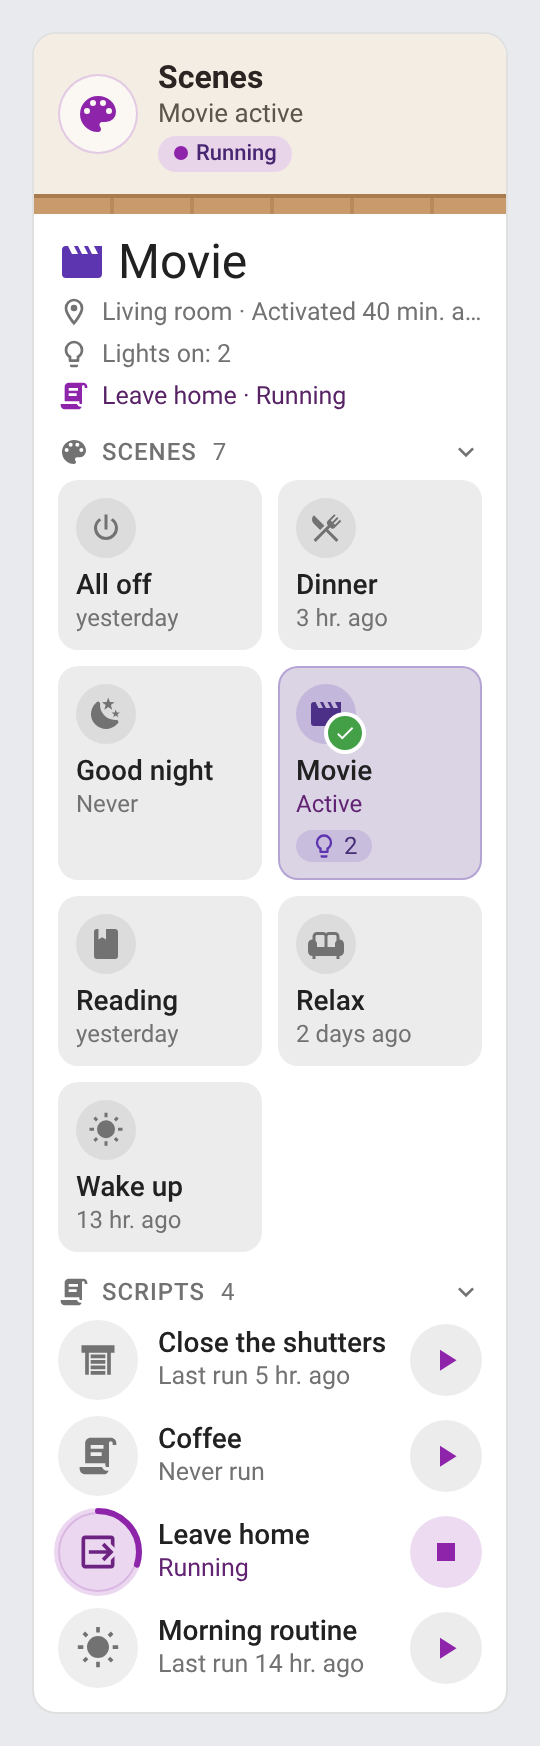 Scenes
Movie active
Running
Movie
Living room · Activated 40 min. a...
Lights on: 2
Leave home · Running
SCENES 7
All off
yesterday
Dinner
3 hr. ago
Good night
Never
Movie
Active
2
Reading
yesterday
Relax
2 days ago
Wake up
13 hr. ago
SCRIPTS 4
Close the shutters
Last run 5 hr. ago
Coffee
Never run
Leave home
Running
Morning routine
Last run 14 hr. ago